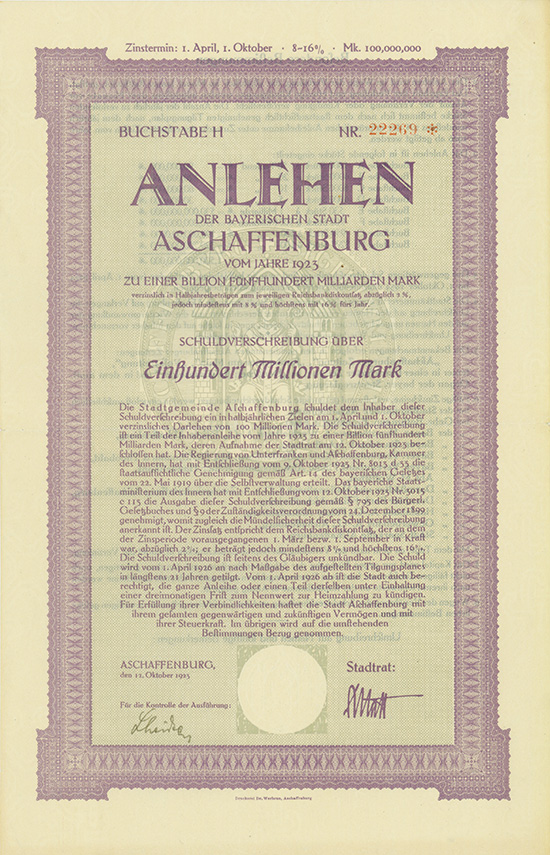 Zinstermin: 1. April, 1. Oktober · 8–16% · Mk. 100,000,000
BUCHSTABE H NR. 22269 *
ANLEHEN
DER BAYERISCHEN STADT
ASCHAFFENBURG
VOM JAHRE 1923
ZU EINER BILLION FÜNFHUNDERT MILLIARDEN MARK
verzinslich in Halbjahresbeträgen zum jeweiligen Reichsbankdiskontsatz abzüglich 2%,
jedoch mindestens mit 8% und höchstens mit 16% fürs Jahr.
SCHULDVERSCHREIBUNG ÜBER
Einhundert Millionen Mark
Die Stadtgemeinde Aschaffenburg schuldet dem Inhaber dieser
Schuldverschreibung ein in halbjährlichen Zielen am 1. April und 1. Oktober
verzinsliches Darlehen von 100 Millionen Mark. Die Schuldverschreibung
ist ein Teil der Inhaberanleihe vom Jahre 1923 zu einer Billion fünfhundert
Milliarden Mark, deren Aufnahme der Stadtrat am 12. Oktober 1923 be-
schlossen hat. Die Regierung von Unterfranken und Aschaffenburg, Kammer
des Innern, hat mit Entschließung vom 9. Oktober 1923 Nr. 8013 d 33 die
staatsaufsichtliche Genehmigung gemäß Art. 14 des bayerischen Gesetzes
vom 22. Mai 1919 über die Selbstverwaltung erteilt. Das bayerische Staats-
ministerium des Innern hat mit Entschließung vom 12. Oktober 1923 Nr. 3015
c 113 die Ausgabe dieser Schuldverschreibung gemäß § 795 des Bürgerl.
Gesetzbuches und § 9 der Zuständigkeitsverordnung vom 24. Dezember 1899
genehmigt, womit zugleich die Mündelsicherheit dieser Schuldverschreibung
anerkannt ist. Der Zinssatz entspricht dem Reichsbankdiskontsatz, der an dem
der Zinsperiode vorausgegangenen 1. März bezw. 1. September in Kraft
war, abzüglich 2%; er beträgt jedoch mindestens 8% und höchstens 16%.
Die Schuldverschreibung ist seitens des Gläubigers unkündbar. Die Schuld
wird vom 1. April 1926 an nach Maßgabe des aufgestellten Tilgungsplanes
in längstens 21 Jahren getilgt. Vom 1. April 1926 ab ist die Stadt auch be-
rechtigt, die ganze Anleihe oder einen Teil derselben unter Einhaltung
einer dreimonatigen Frist zum Nennwert zur Heimzahlung zu kündigen.
Für Erfüllung ihrer Verbindlichkeiten haftet die Stadt Aschaffenburg mit
ihrem gesamten gegenwärtigen und zukünftigen Vermögen und mit
ihrer Steuerkraft. Im übrigen wird auf die umstehenden
Bestimmungen Bezug genommen.
ASCHAFFENBURG,
den 12. Oktober 1923
Stadtrat:
Für die Kontrolle der Ausführung:
Druckerei Dr. Aschaffenburg